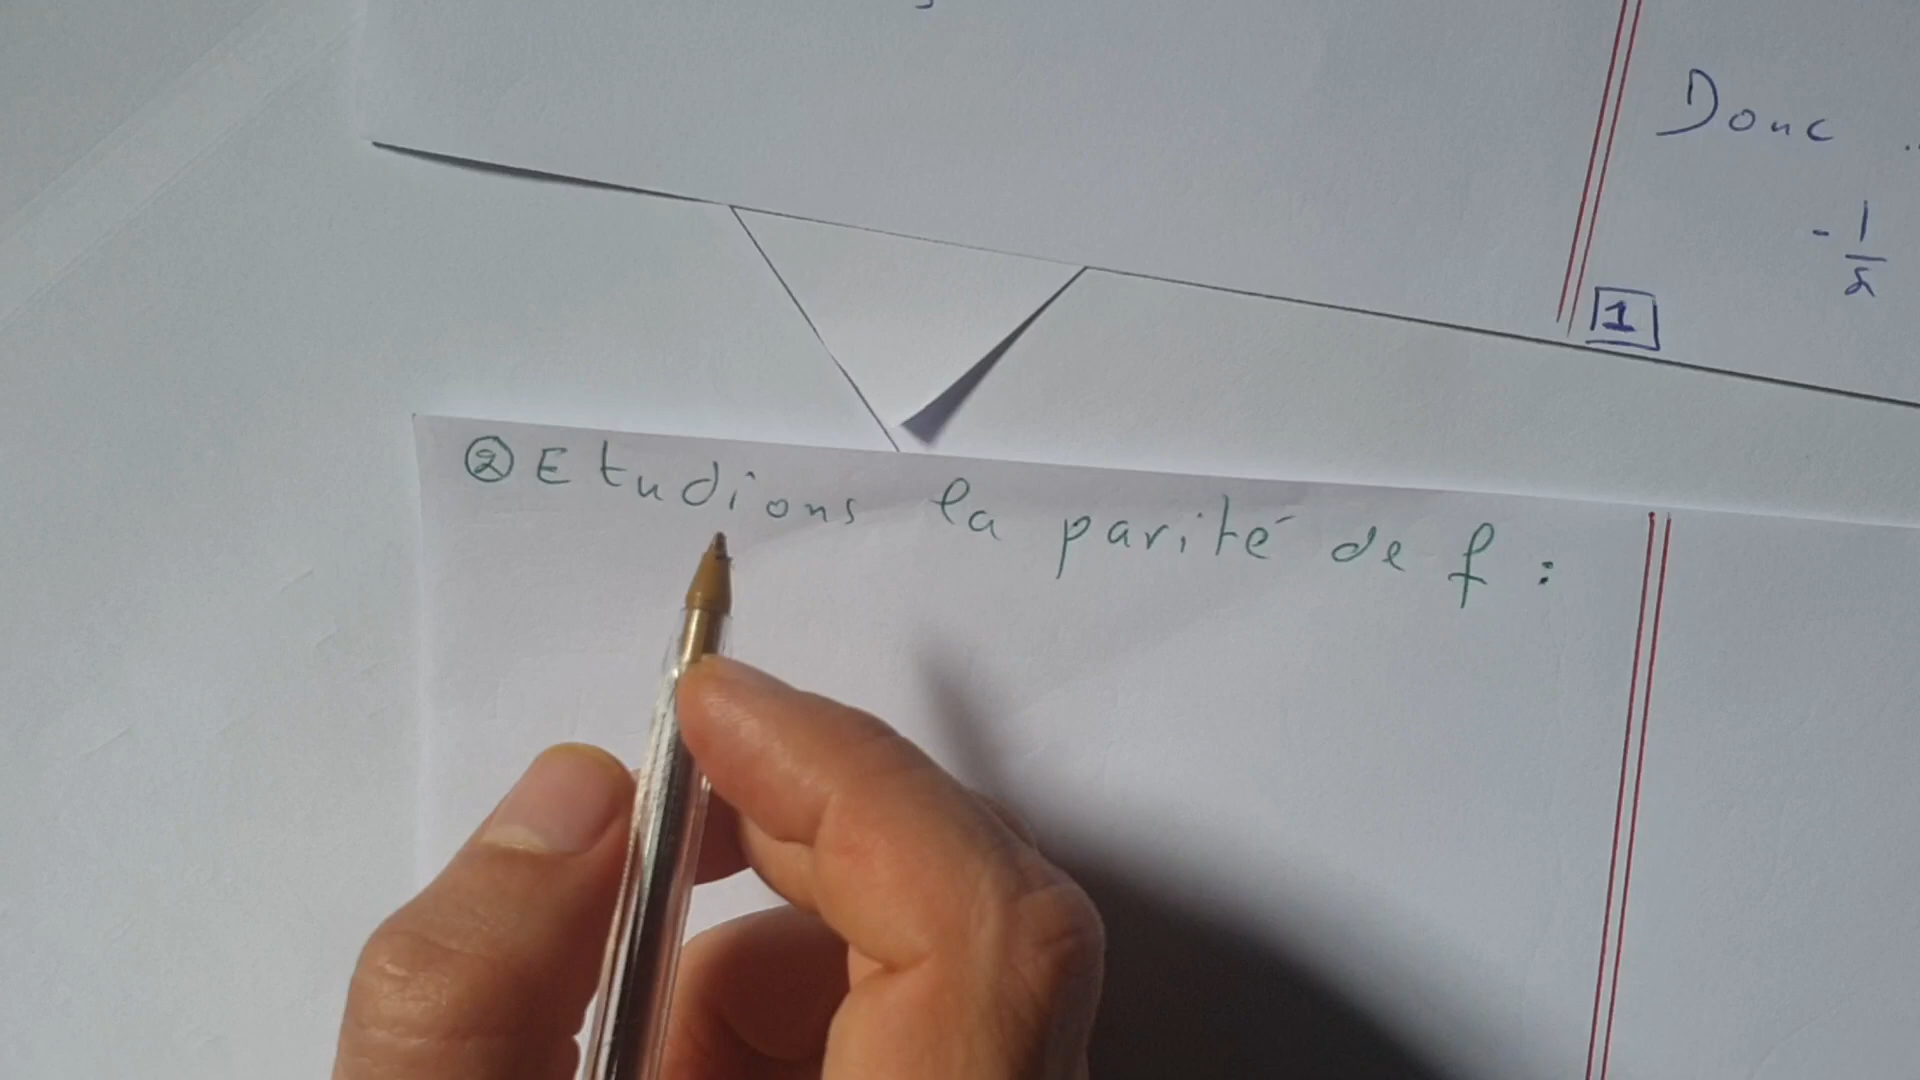 Donc ..
- 1/2
1
② Etudions la parité de f :